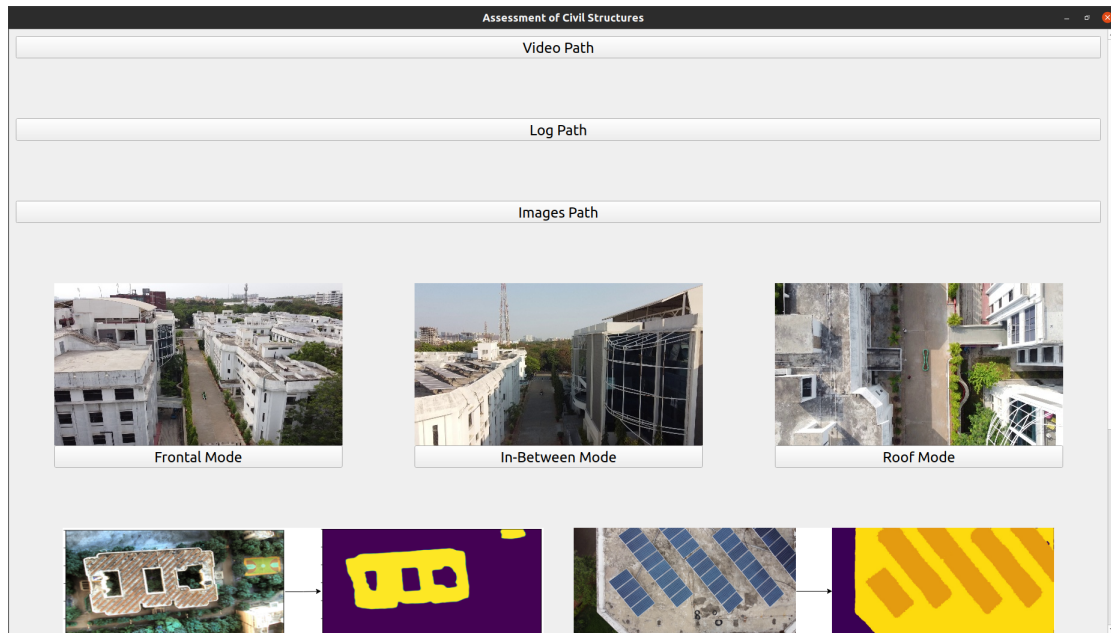 Assessment of Civil Structures
Video Path
Log Path
Images Path
Frontal Mode
In-Between Mode
Roof Mode